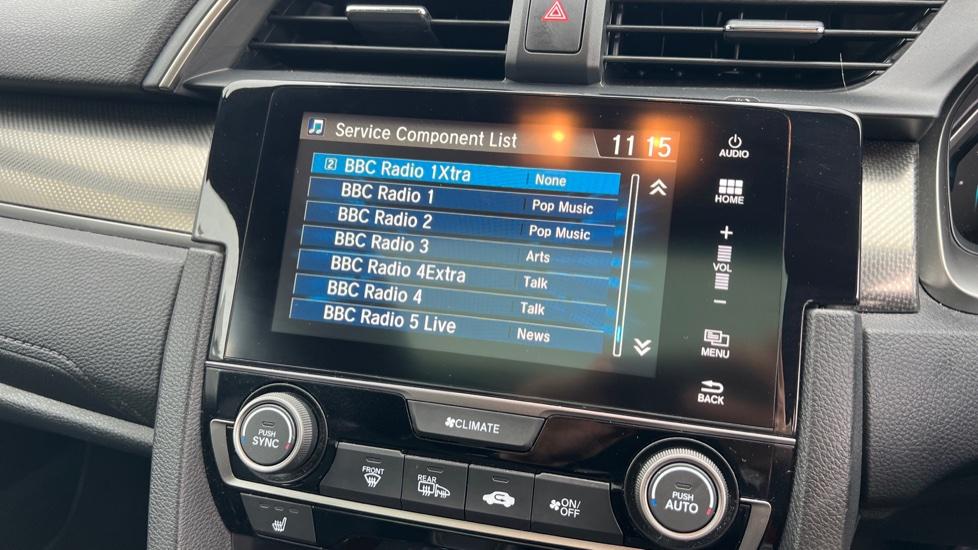 Service Component List
11 15
AUDIO
2 BBC Radio 1Xtra None
BBC Radio 1 Pop Music
BBC Radio 2 Pop Music
BBC Radio 3 Arts
BBC Radio 4Extra Talk
BBC Radio 4 Talk
BBC Radio 5 Live News
HOME
+
VOL
−
MENU
BACK
CLIMATE
PUSH
SYNC
FRONT
REAR
ON/
OFF
PUSH
AUTO